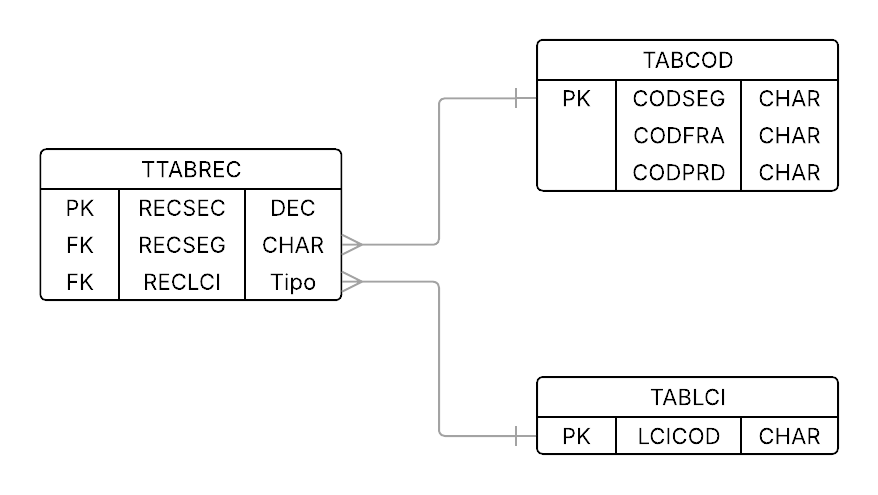 TABCOD
PK CODSEG CHAR
CODFRA CHAR
CODPRD CHAR
TTABREC
PK RECSEC DEC
FK RECSEG CHAR
FK RECLCI Tipo
TABLCI
PK LCICOD CHAR